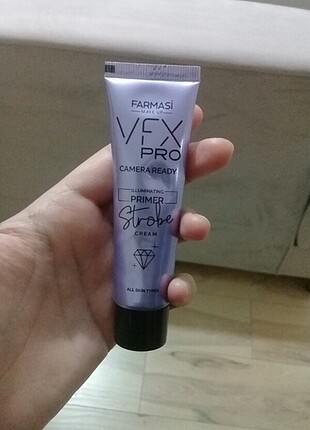 FARMASİ
MAKE UP
VFX
PRO
CAMERA READY
ILLUMINATING
PRIMER
Strobe
CREAM
ALL SKIN TYPES